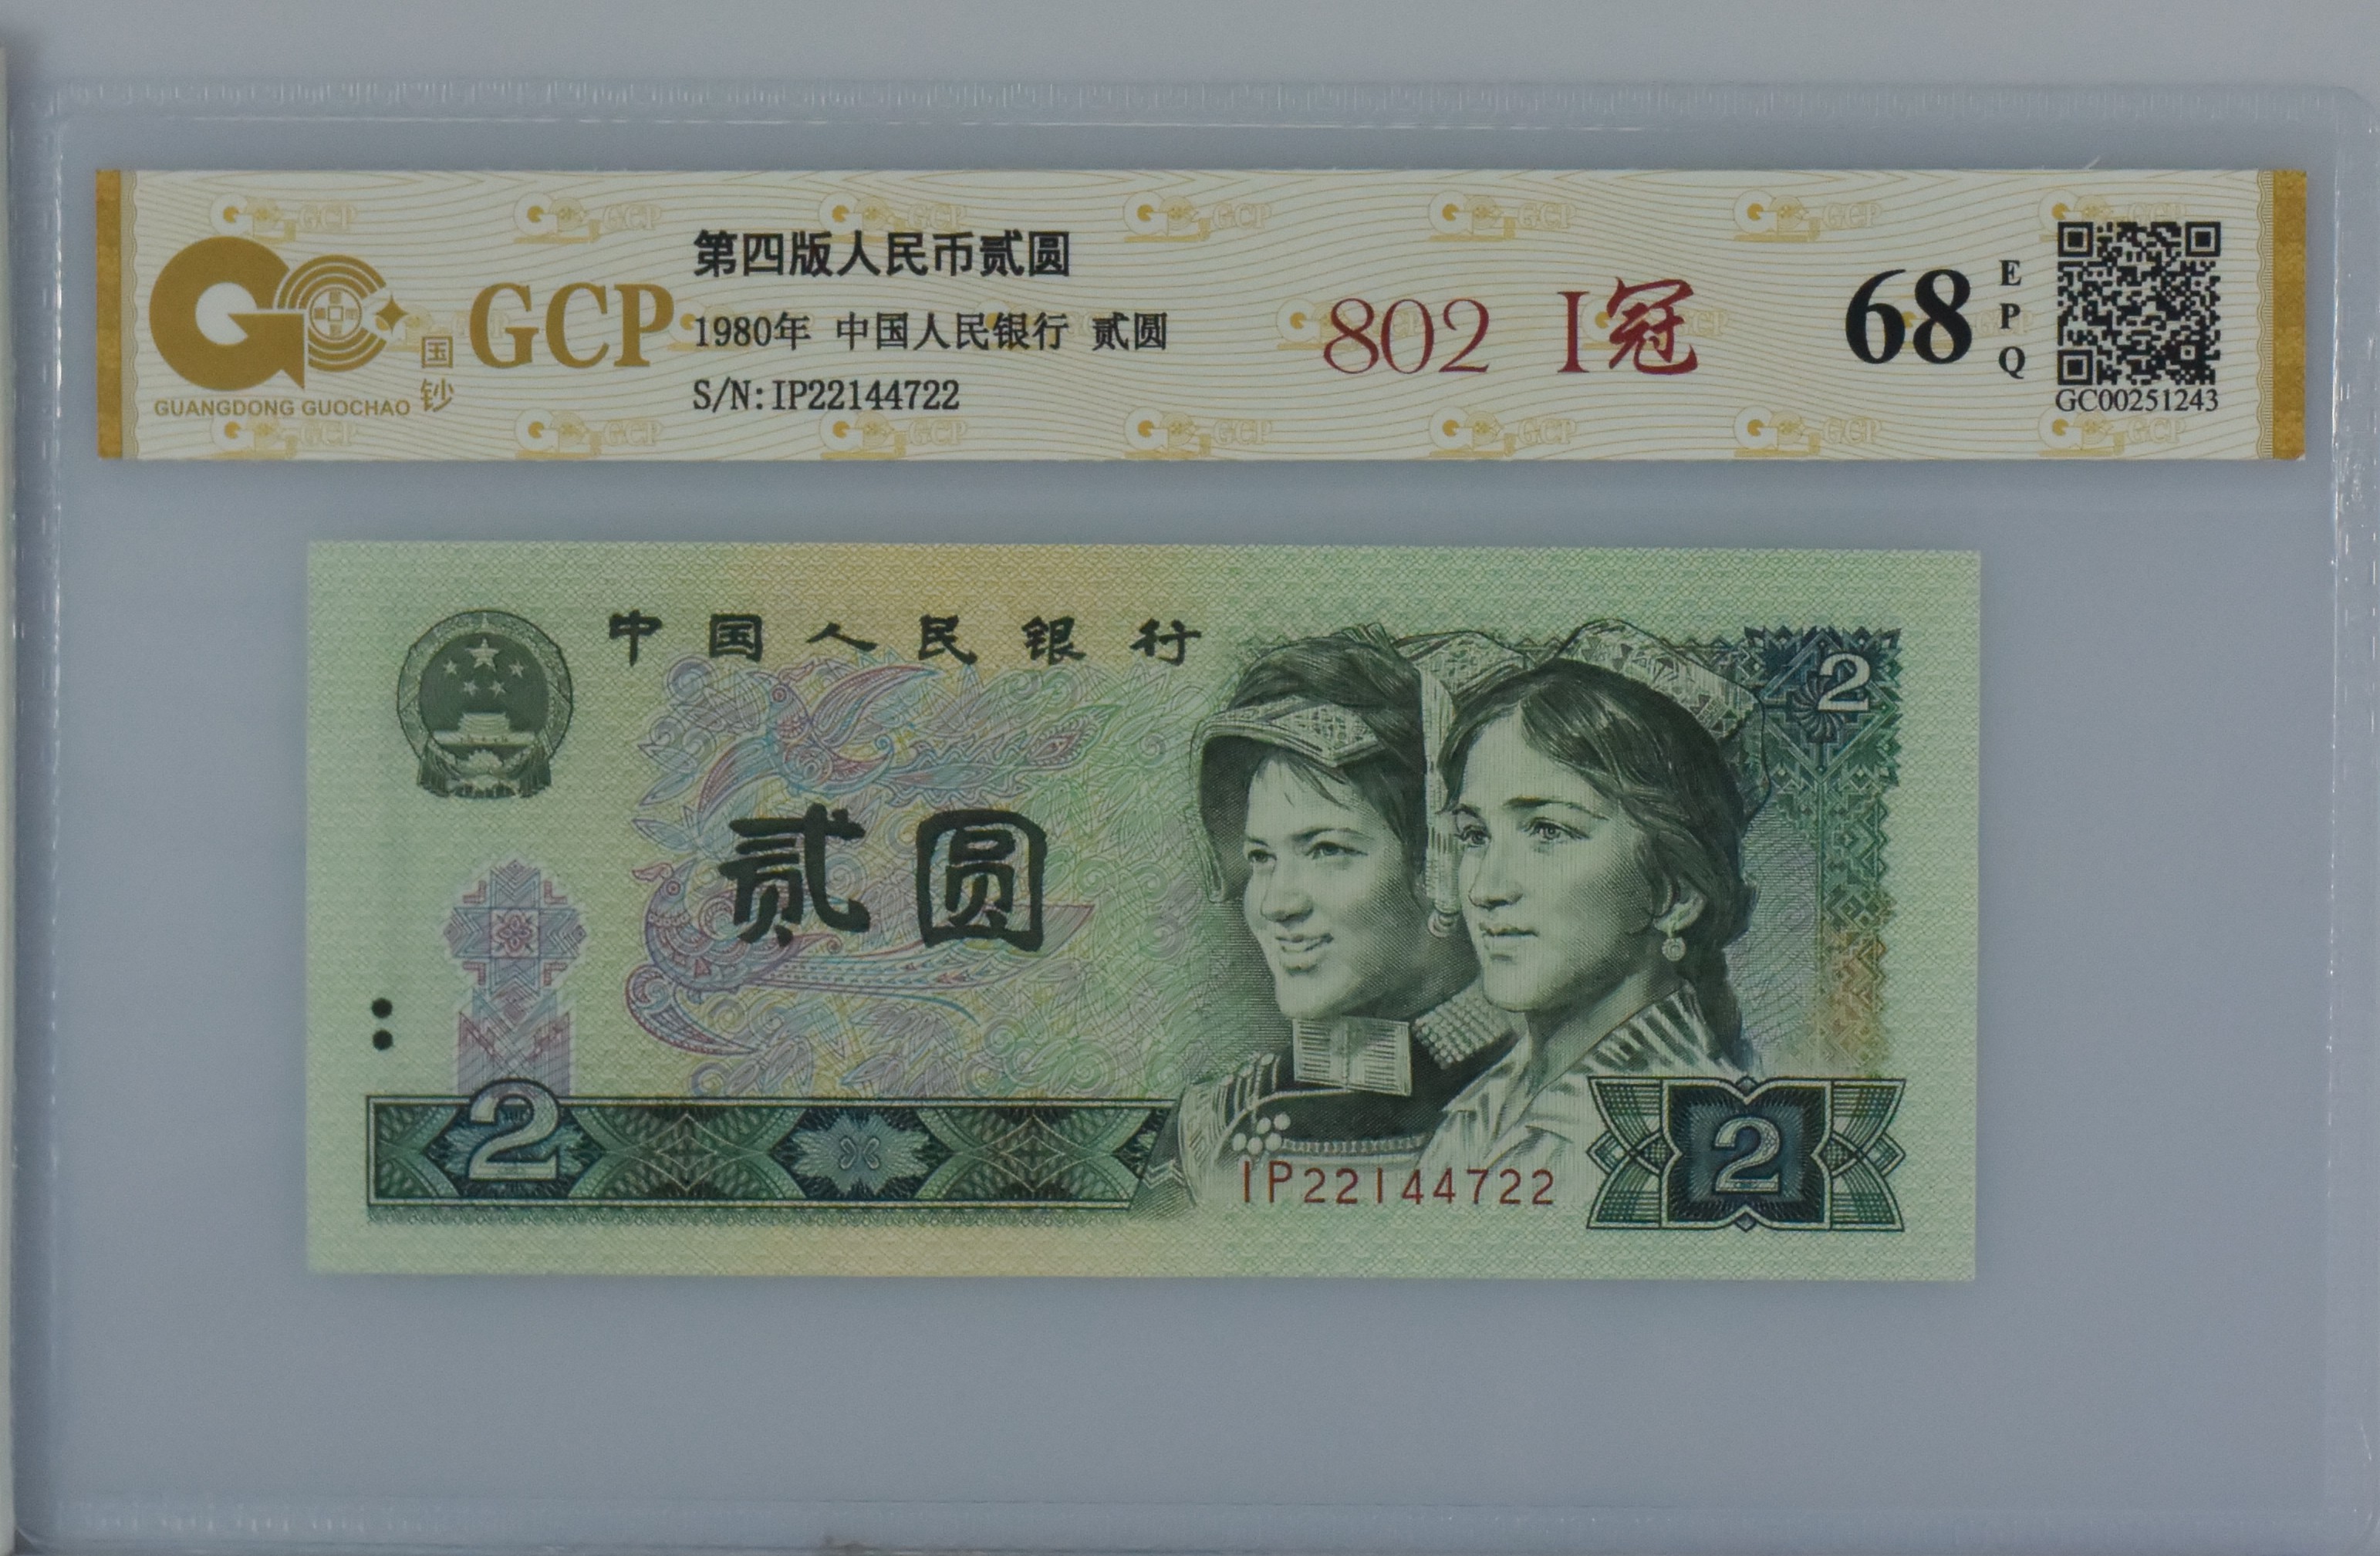 GCP
国钞
GUANGDONG GUOCHAO
第四版人民币贰圆
1980年 中国人民银行 贰圆
S/N:IP22144722
802 I冠
68
EPQ
GC00251243
中国人民银行
2
贰圆
2
IP22144722
2